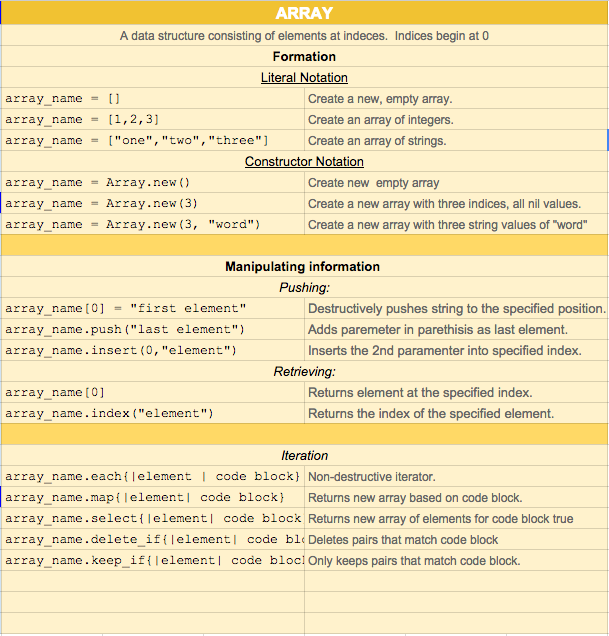 ARRAY
A data structure consisting of elements at indeces. Indices begin at 0
Formation
Literal Notation
array_name = [] Create a new, empty array.
array_name = [1,2,3] Create an array of integers.
array_name = ["one","two","three"] Create an array of strings.
Constructor Notation
array_name = Array.new() Create new empty array
array_name = Array.new(3) Create a new array with three indices, all nil values.
array_name = Array.new(3, "word") Create a new array with three string values of "word"
Manipulating information
Pushing:
array_name[0] = "first element" Destructively pushes string to the specified position.
array_name.push("last element") Adds paremeter in parethisis as last element.
array_name.insert(0,"element") Inserts the 2nd paramenter into specified index.
Retrieving:
array_name[0] Returns element at the specified index.
array_name.index("element") Returns the index of the specified element.
Iteration
array_name.each{|element | code block} Non-destructive iterator.
array_name.map{|element| code block} Returns new array based on code block.
array_name.select{|element| code block Returns new array of elements for code block true
array_name.delete_if{|element| code blo Deletes pairs that match code block
array_name.keep_if{|element| code bloc Only keeps pairs that match code block.